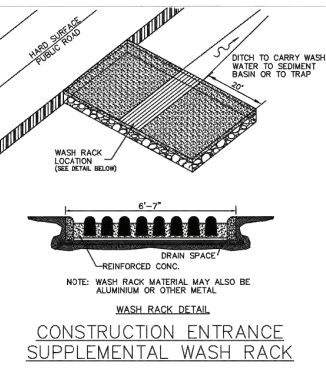 HARD SURFACE
PUBLIC ROAD
DITCH TO CARRY WASH
WATER TO SEDIMENT
BASIN OR TO TRAP
20'
WASH RACK
LOCATION
(SEE DETAIL BELOW)
6'-7"
DRAIN SPACE
REINFORCED CONC.
NOTE: WASH RACK MATERIAL MAY ALSO BE
ALUMINIUM OR OTHER METAL
WASH RACK DETAIL
CONSTRUCTION ENTRANCE
SUPPLEMENTAL WASH RACK